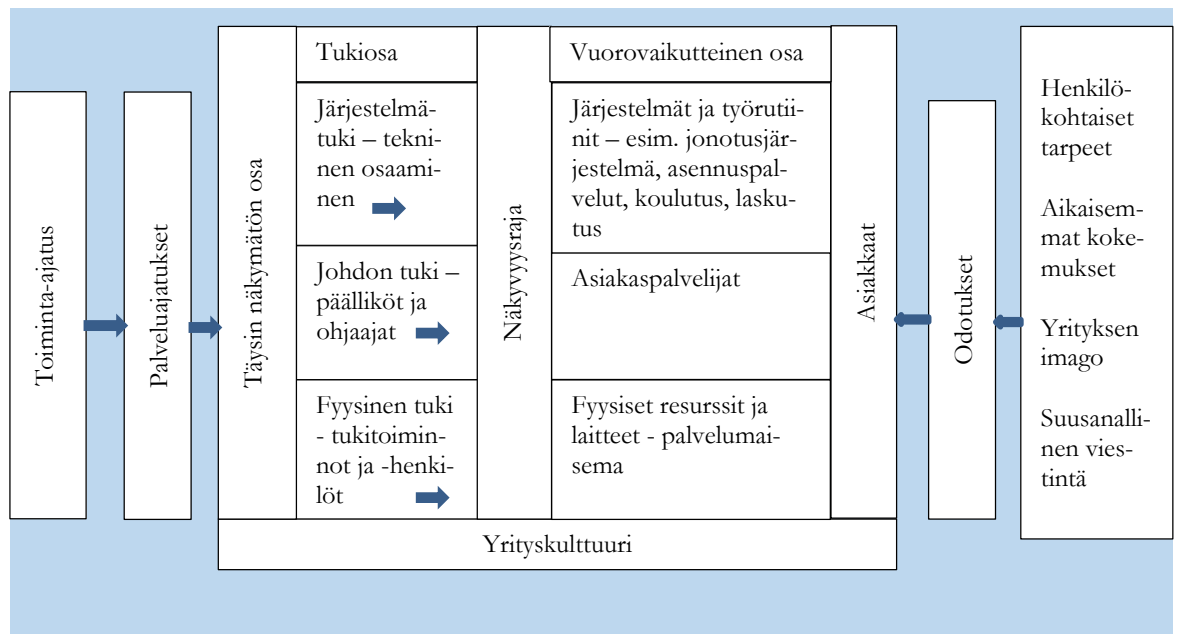 Toiminta-ajatus
Palveluajatukset
Täysin näkymätön osa
Tukiosa
Järjestelmä-
tuki – tekni-
nen osaami-
nen
Johdon tuki –
päälliköt ja
ohjaajat
Fyysinen tuki
- tukitoimin-
not ja -henki-
löt
Näkyvyysraja
Vuorovaikutteinen osa
Järjestelmät ja työrutii-
nit – esim. jonotusjär-
jestelmä, asennuspal-
velut, koulutus, lasku-
tus
Asiakaspalvelijat
Fyysiset resurssit ja
laitteet - palvelumai-
sema
Asiakkaat
Odotukset
Henkilö-
kohtaiset
tarpeet
Aikaisem-
mat koke-
mukset
Yrityksen
imago
Suusanalli-
nen vies-
tintä
Yrityskulttuuri